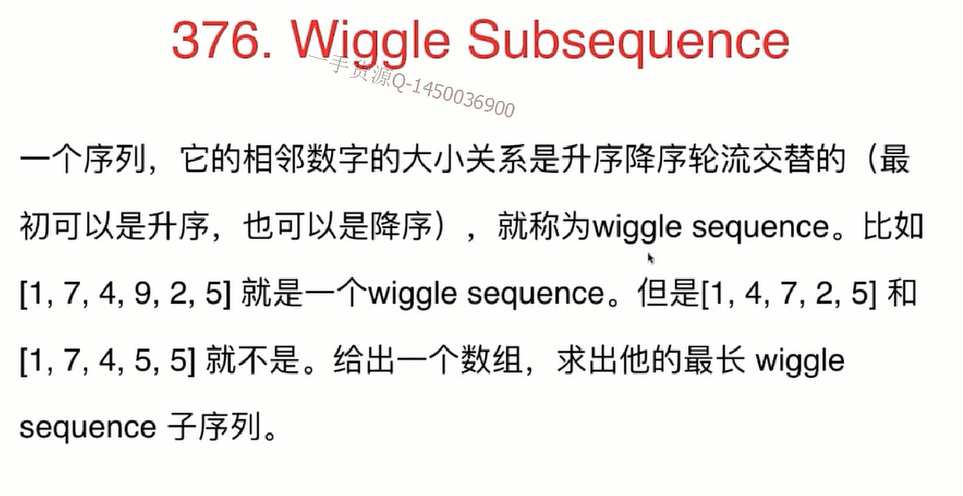 376. Wiggle Subsequence
一手资源Q-1450036900
一个序列，它的相邻数字的大小关系是升序降序轮流交替的（最
初可以是升序，也可以是降序），就称为wiggle sequence。比如
[1, 7, 4, 9, 2, 5] 就是一个wiggle sequence。但是[1, 4, 7, 2, 5] 和
[1, 7, 4, 5, 5] 就不是。给出一个数组，求出他的最长 wiggle
sequence 子序列。